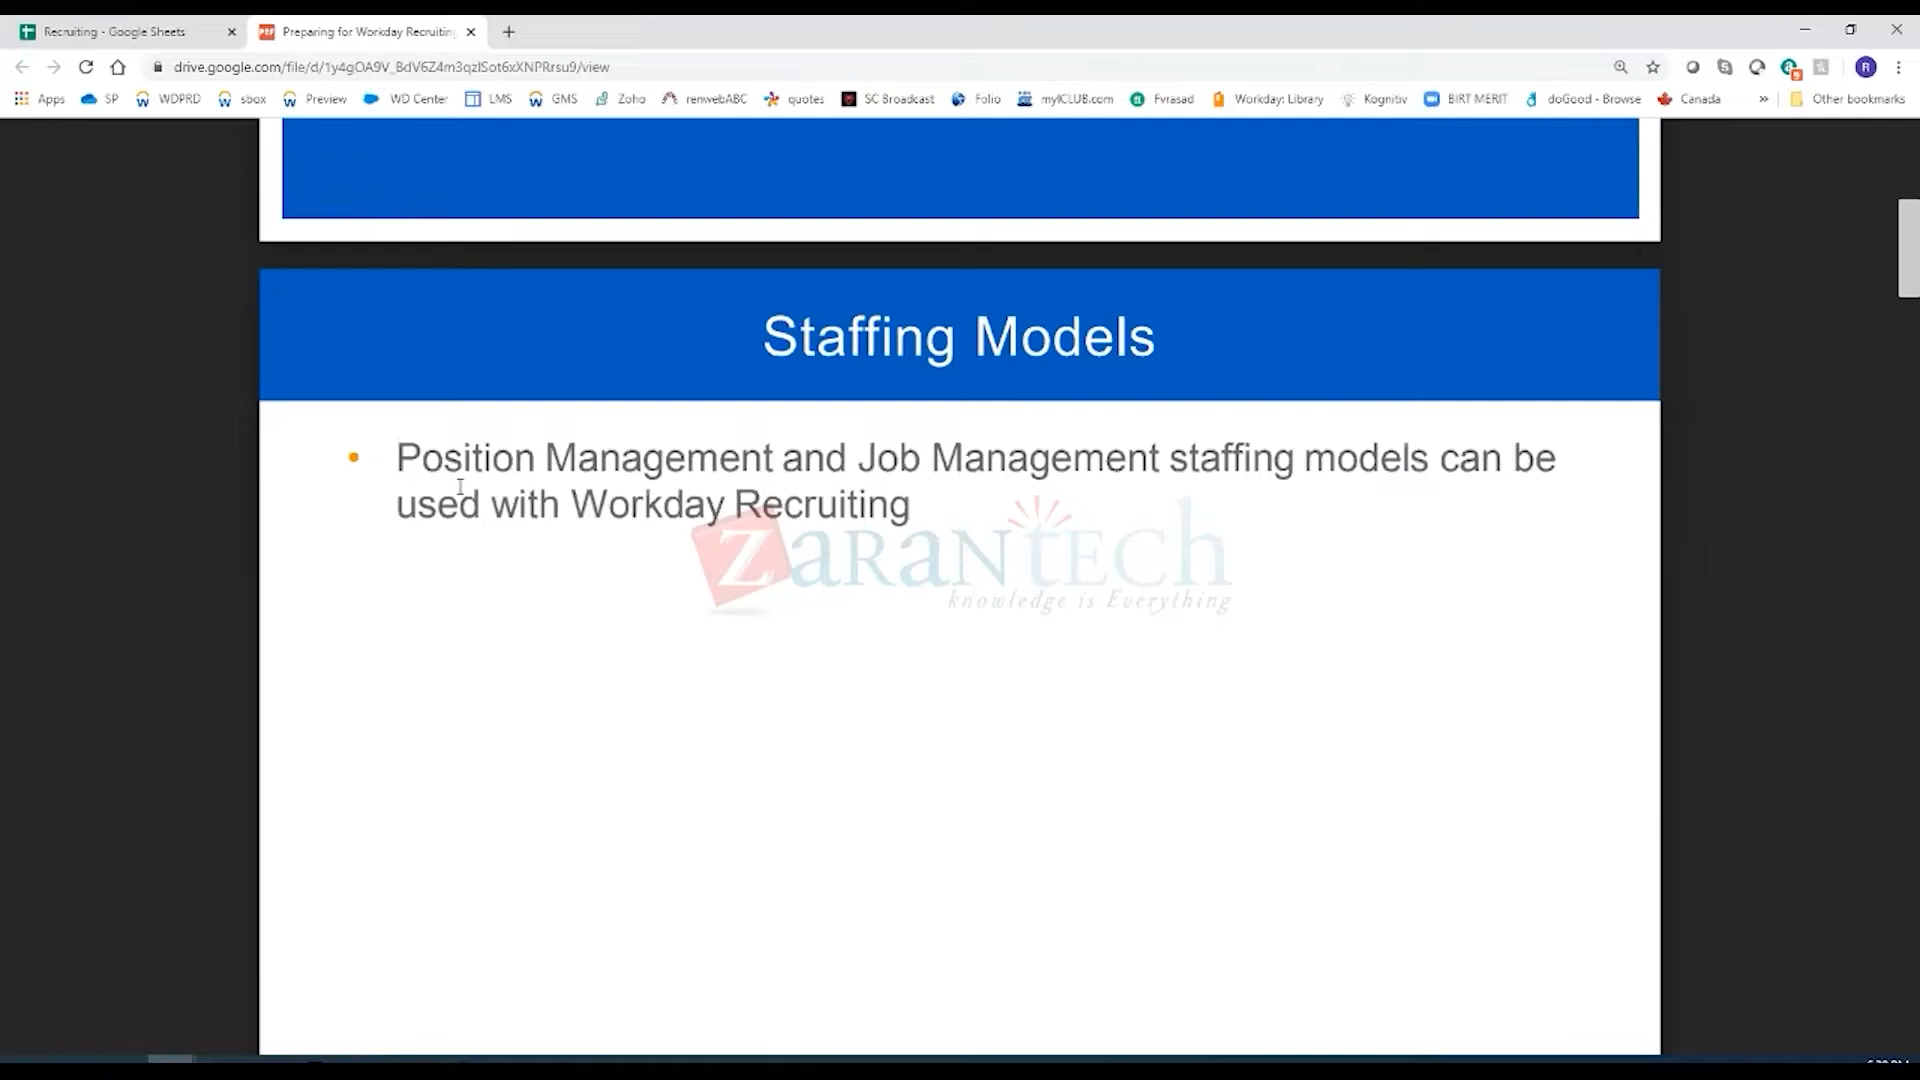 Recruiting - Google Sheets
Preparing for Workday Recruiting
drive.google.com/file/d/1y4gOA9V_BdV6Z4m3qzISot6xXNPRrsu9/view
Apps SP WDPRD sbox Preview WD Center LMS GMS Zoho renwebABC quotes SC Broadcast Folio myICLUB.com Fvrasad Workday: Library Kognitiv BIRT MERIT doGood - Browse Canada » Other bookmarks
Staffing Models
• Position Management and Job Management staffing models can be
used with Workday Recruiting
ZaranTech
knowledge is Everything